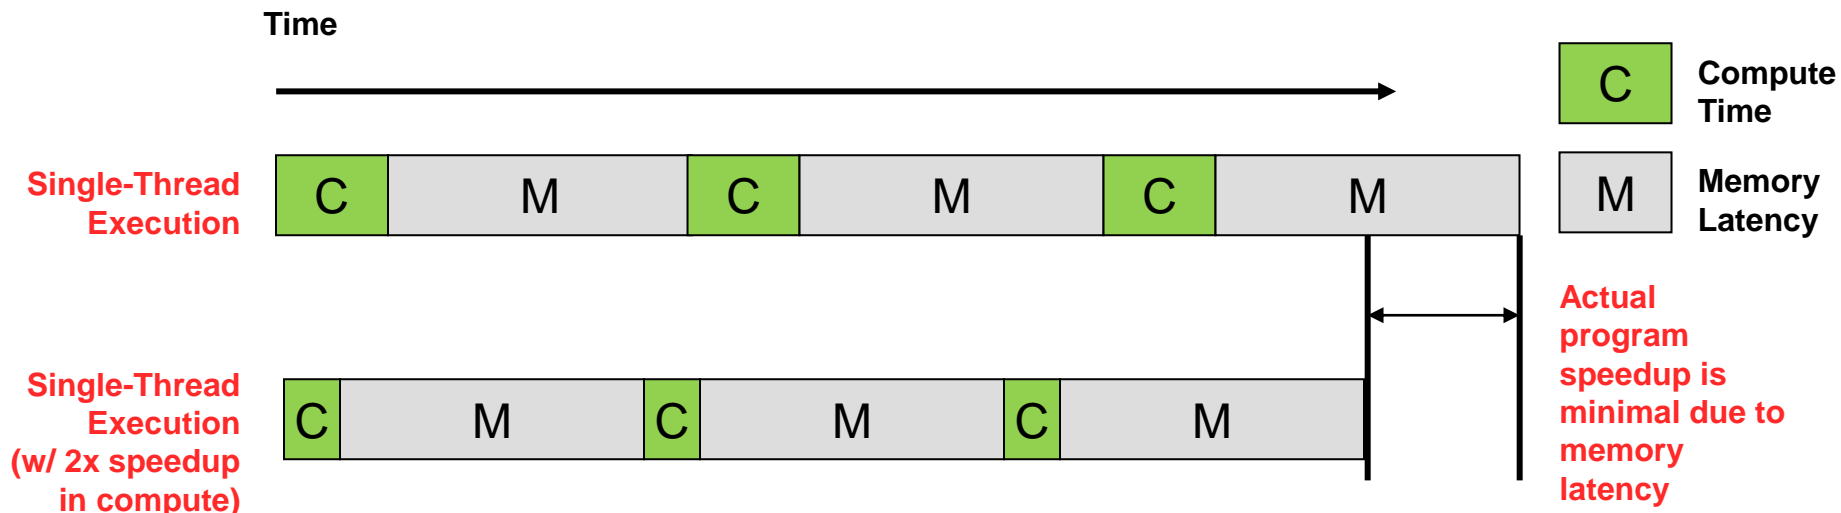 Time
C
Compute
Time
Single-Thread
Execution
C M C M C M
M
Memory
Latency
Single-Thread
Execution
(w/ 2x speedup
in compute)
C M C M C M
Actual
program
speedup is
minimal due to
memory
latency